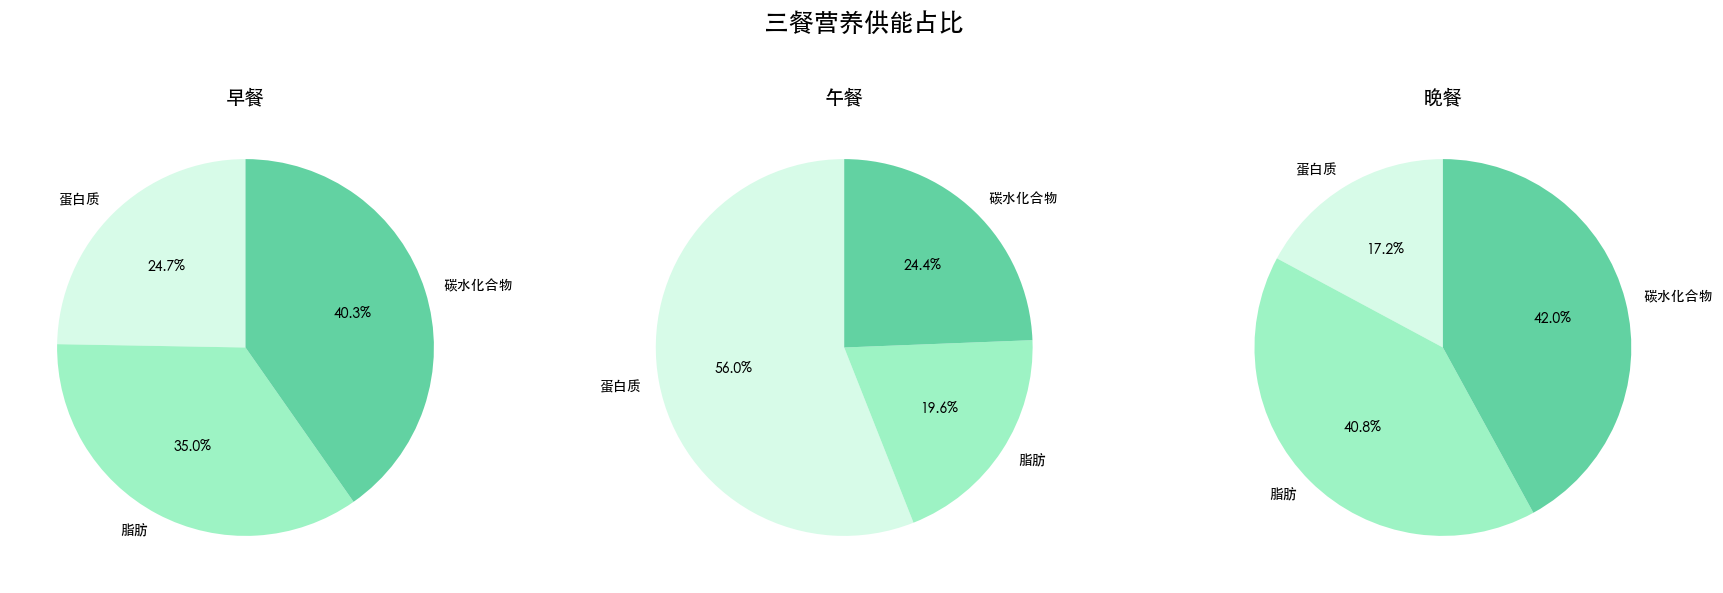 三餐营养供能占比
早餐
蛋白质
24.7%
40.3%
碳水化合物
35.0%
脂肪
午餐
碳水化合物
24.4%
蛋白质
56.0%
19.6%
脂肪
晚餐
蛋白质
17.2%
碳水化合物
42.0%
40.8%
脂肪